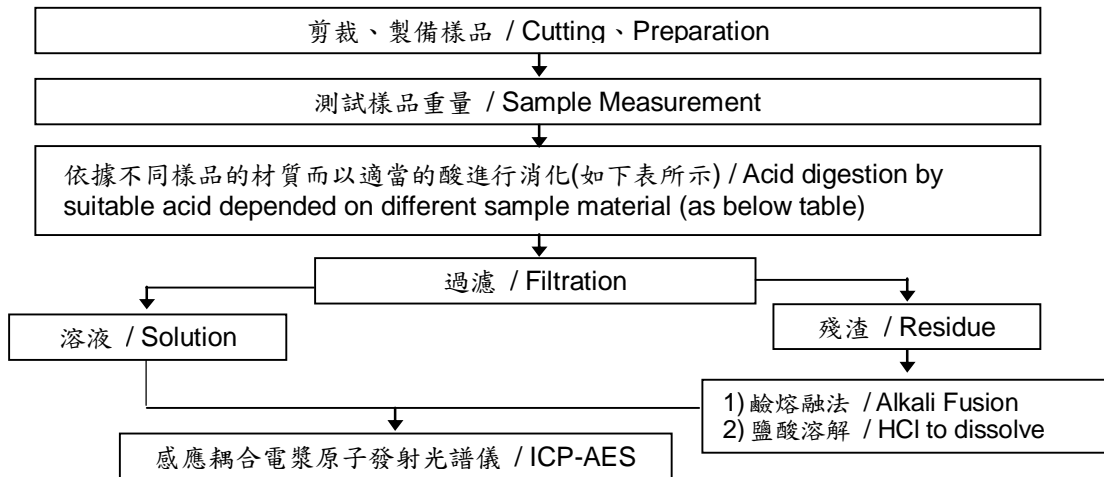 剪裁、製備樣品 / Cutting、Preparation
測試樣品重量 / Sample Measurement
依據不同樣品的材質而以適當的酸進行消化(如下表所示) / Acid digestion by
suitable acid depended on different sample material (as below table)
過濾 / Filtration
溶液 / Solution
殘渣 / Residue
1) 鹼熔融法 / Alkali Fusion
2) 鹽酸溶解 / HCl to dissolve
感應耦合電漿原子發射光譜儀 / ICP-AES